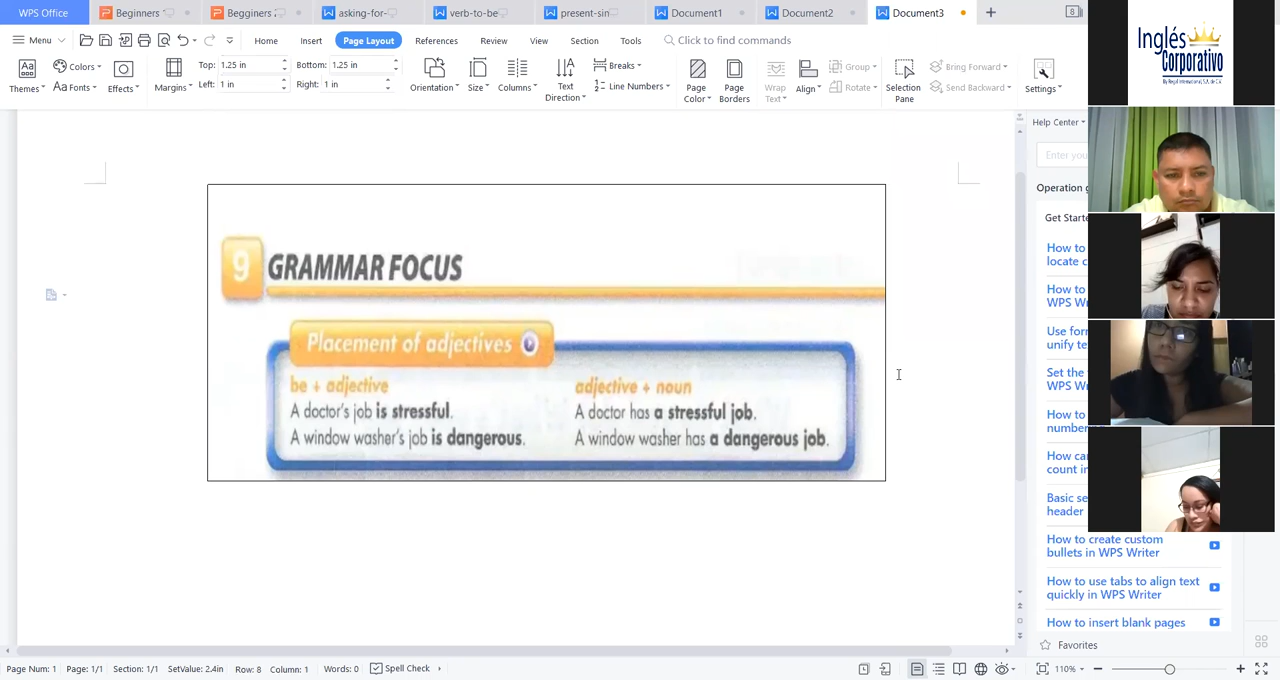 WPS Office
Beginners
Begginers
asking-for-
verb-to-be
present-sin
Document1
Document2
Document3
Menu
Home
Insert
Page Layout
References
Review
View
Section
Tools
Click to find commands
Themes
Colors
Fonts
Effects
Margins
Top: 1.25 in
Bottom: 1.25 in
Left: 1 in
Right: 1 in
Orientation
Size
Columns
Text Direction
Breaks
Line Numbers
Page Color
Page Borders
Wrap Text
Align
Group
Rotate
Selection Pane
Bring Forward
Send Backward
Settings
Inglés
Corporativo
Help Center
Enter you
Operation g
Get Starte
9 GRAMMAR FOCUS
Placement of adjectives
be + adjective
A doctor's job is stressful.
A window washer's job is dangerous.
adjective + noun
A doctor has a stressful job.
A window washer has a dangerous job.
How to
locate c
How to
WPS Wr
Use for
unify te
Set the
WPS W
How to
number
How can
count in
Basic se
header
How to create custom
bullets in WPS Writer
How to use tabs to align text
quickly in WPS Writer
How to insert blank pages
Favorites
Page Num: 1
Page: 1/1
Section: 1/1
SetValue: 2.4in
Row: 8
Column: 1
Words: 0
Spell Check
110%